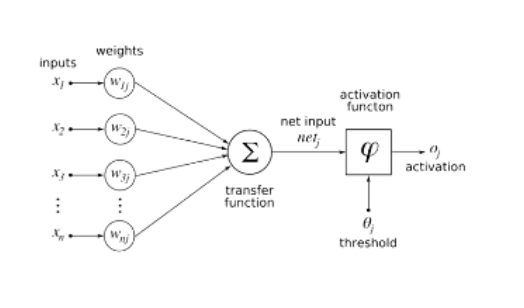 weights
inputs
x1 w1j
x2 w2j
x3 w3j
⋮ ⋮
xn wnj
Σ
transfer
function
net input
netj
activation
functon
φ
oj
activation
θj
threshold